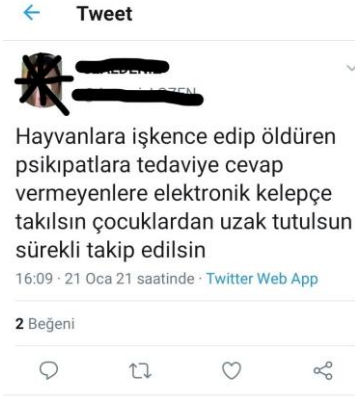 Tweet
Hayvanlara işkence edip öldüren
psikıpatlara tedaviye cevap
vermeyenlere elektronik kelepçe
takılsın çocuklardan uzak tutulsun
sürekli takip edilsin
16:09 · 21 Oca 21 saatinde · Twitter Web App
2 Beğeni